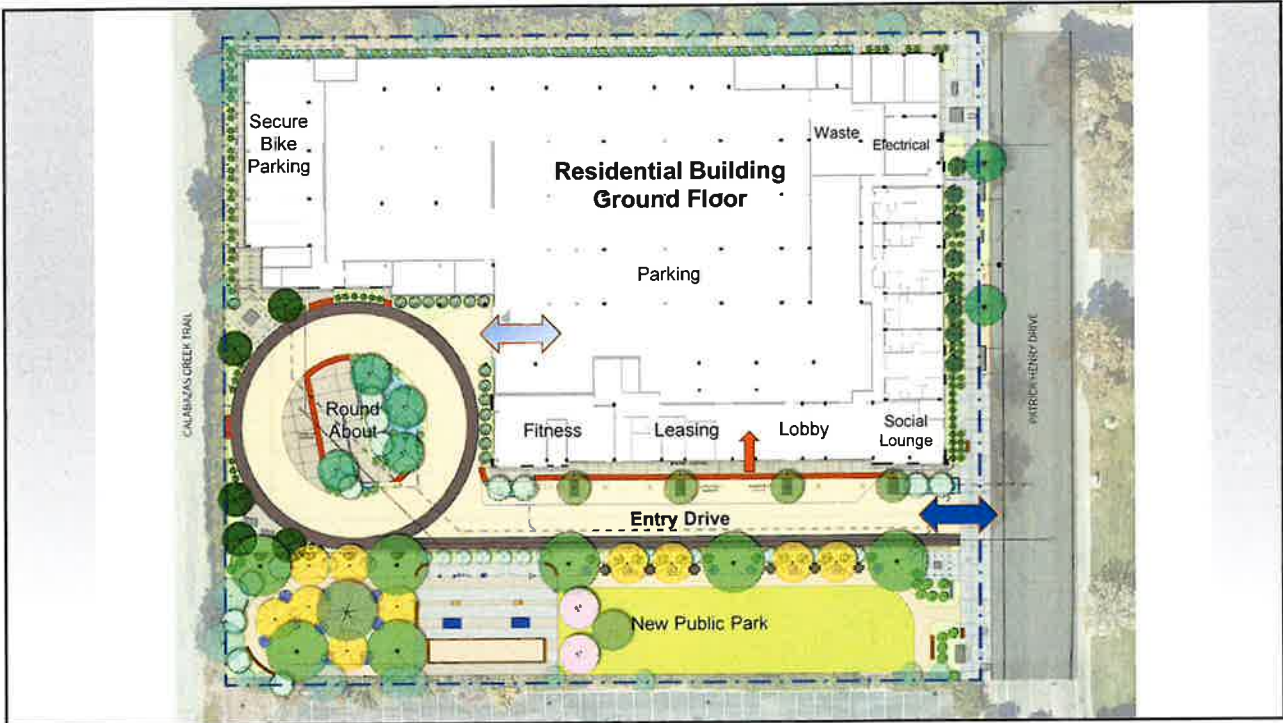 Secure
Bike
Parking
Waste
Electrical
Residential Building
Ground Floor
Parking
CALABAZAS CREEK TRAIL
PATRICK HENRY DRIVE
Round
About
Fitness
Leasing
Lobby
Social
Lounge
Entry Drive
New Public Park